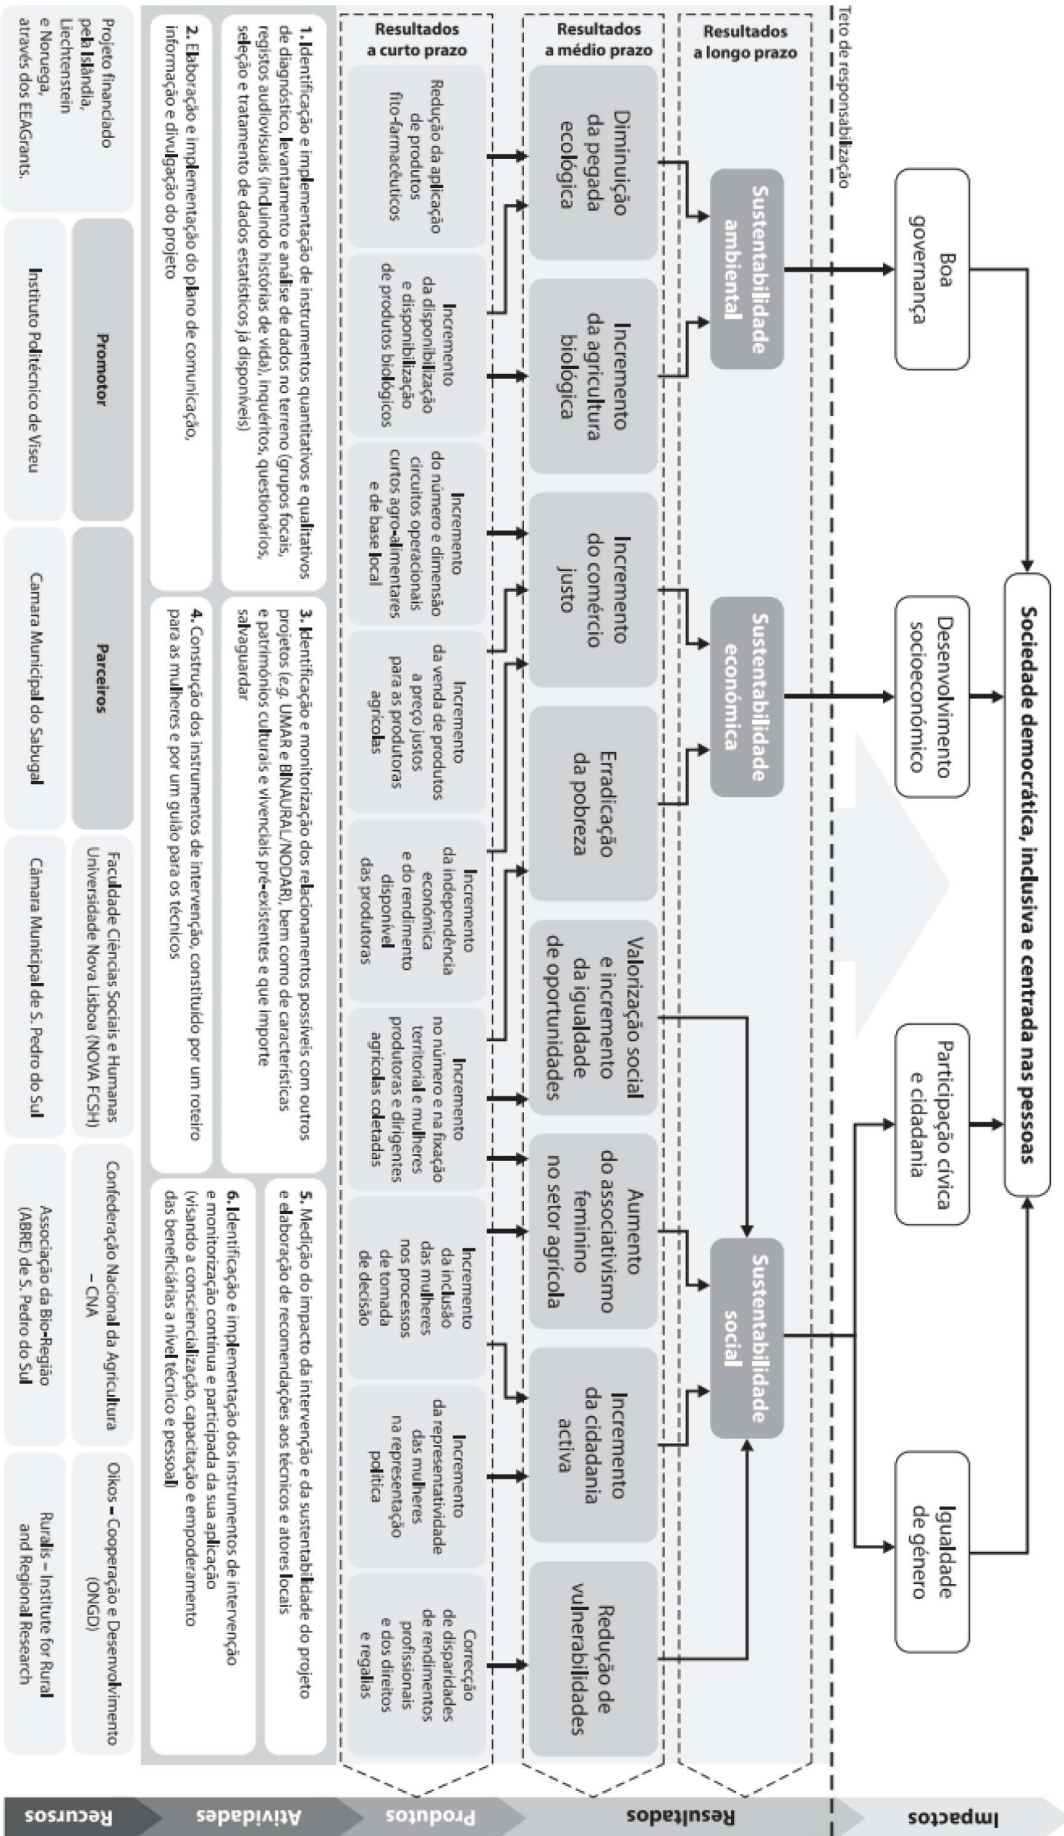 Sociedade democrática, inclusiva e centrada nas pessoas
Boa
governança
Desenvolvimento
socioeconómico
Participação cívica
e cidadania
Igualdade
de género
Impactos
Teto de responsabilização
Resultados
a longo prazo
Sustentabilidade
ambiental
Sustentabilidade
económica
Sustentabilidade
social
Resultados
Resultados
a médio prazo
Diminuição
da pegada
ecológica
Incremento
da agricultura
biológica
Incremento
do comércio
justo
Erradicação
da pobreza
Valorização social
e incremento
da igualdade
de oportunidades
Aumento
do associativismo
feminino
no setor agrícola
Incremento
da cidadania
activa
Redução de
vulnerabilidades
Resultados
a curto prazo
Redução da aplicação
de produtos
fito-farmacêuticos
Incremento
da disponibilização
e disponibilização
de produtos biológicos
Incremento
do número e dimensão
circuitos operacionais
curtos agro-alimentares
e de base local
Incremento
da venda de produtos
a preço justos
para as produtoras
agrícolas
Incremento
da independência
económica
e do rendimento
disponível
das produtoras
Incremento
no número e na fixação
territorial e mulheres
produtoras e dirigentes
agrícolas coletadas
Incremento
da inclusão
das mulheres
nos processos
de tomada
de decisão
Incremento
da representatividade
das mulheres
na representação
política
Correcção
de disparidades
de rendimentos
profissionais
e dos direitos
e regalias
Produtos
1. Identificação e implementação de instrumentos quantitativos e qualitativos
de diagnóstico, levantamento e análise de dados no terreno (grupos focais,
registos audiovisuais (incluindo histórias de vida), inquéritos, questionários,
seleção e tratamento de dados estatísticos já disponíveis)
2. Elaboração e implementação do plano de comunicação,
informação e divulgação do projeto
3. Identificação e monitorização dos relacionamentos possíveis com outros
projetos (e.g. UMAR e BINAURAL/NODAR), bem como de características
e patrimónios culturais e vivenciais pré-existentes e que importe
salvaguardar
4. Construção dos instrumentos de intervenção, constituído por um roteiro
para as mulheres e por um guião para os técnicos
5. Medição do impacto da intervenção e da sustentabilidade do projeto
e elaboração de recomendações aos técnicos e atores locais
6. Identificação e implementação dos instrumentos de intervenção
e monitorização contínua e participada da sua aplicação
(visando a consciencialização, capacitação e empoderamento
das beneficiárias a nível técnico e pessoal)
Atividades
Projeto financiado
pela Islândia,
Liechtenstein
e Noruega,
através dos EEAGrants.
Promotor
Instituto Politécnico de Viseu
Parceiros
Camara Municipal do Sabugal
Faculdade Ciências Sociais e Humanas
Universidade Nova Lisboa (NOVA FCSH)
Câmara Municipal de S. Pedro do Sul
Confederação Nacional da Agricultura
– CNA
Associação da Bio-Região
(ABRE) de S. Pedro do Sul
Oikos – Cooperação e Desenvolvimento
(ONGD)
Ruralis – Institute for Rural
and Regional Research
Recursos